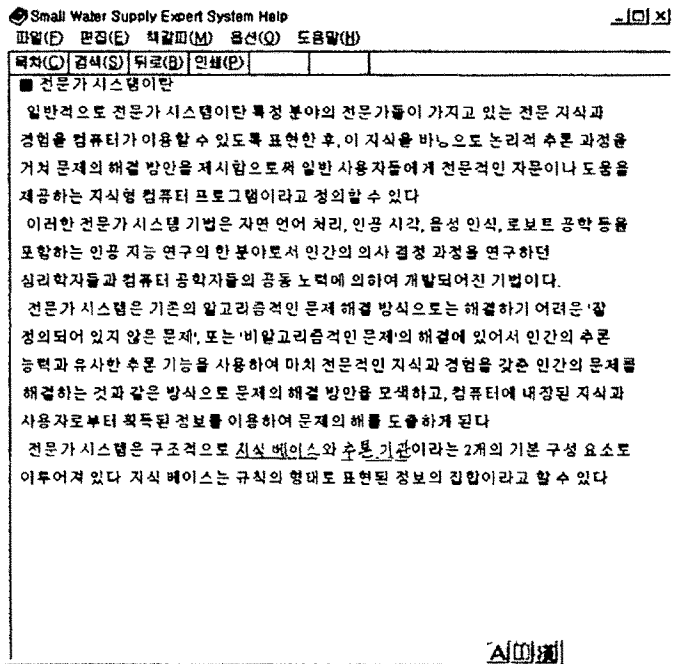 Small Water Supply Expert System Help
파일(F) 편집(E) 책갈피(M) 옵션(O) 도움말(H)
목차(C) 검색(S) 뒤로(B) 인쇄(P)
■ 전문가 시스템이란
일반적으로 전문가 시스템이란 특정 분야의 전문가들이 가지고 있는 전문 지식과
경험을 컴퓨터가 이용할 수 있도록 표현한 후, 이 지식을 바탕으로 논리적 추론 과정을
거쳐 문제의 해결 방안을 제시함으로써 일반 사용자들에게 전문적인 자문이나 도움을
제공하는 지식형 컴퓨터 프로그램이라고 정의할 수 있다
이러한 전문가 시스템 기법은 자연 언어 처리, 인공 시각, 음성 인식, 로보트 공학 등을
포함하는 인공 지능 연구의 한 분야로서 인간의 의사 결정 과정을 연구하던
심리학자들과 컴퓨터 공학자들의 공동 노력에 의하여 개발되어진 기법이다.
전문가 시스템은 기존의 알고리즘적인 문제 해결 방식으로는 해결하기 어려운 '잘
정의되어 있지 않은 문제', 또는 '비알고리즘적인 문제'의 해결에 있어서 인간의 추론
능력과 유사한 추론 기능을 사용하여 마치 전문적인 지식과 경험을 갖춘 인간의 문제를
해결하는 것과 같은 방식으로 문제의 해결 방안을 모색하고, 컴퓨터에 내장된 지식과
사용자로부터 획득된 정보를 이용하여 문제의 해를 도출하게 된다
전문가 시스템은 구조적으로 지식 베이스와 추론 기관이라는 2개의 기본 구성 요소로
이루어져 있다 지식 베이스는 규칙의 형태로 표현된 정보의 집합이라고 할 수 있다
A 漢